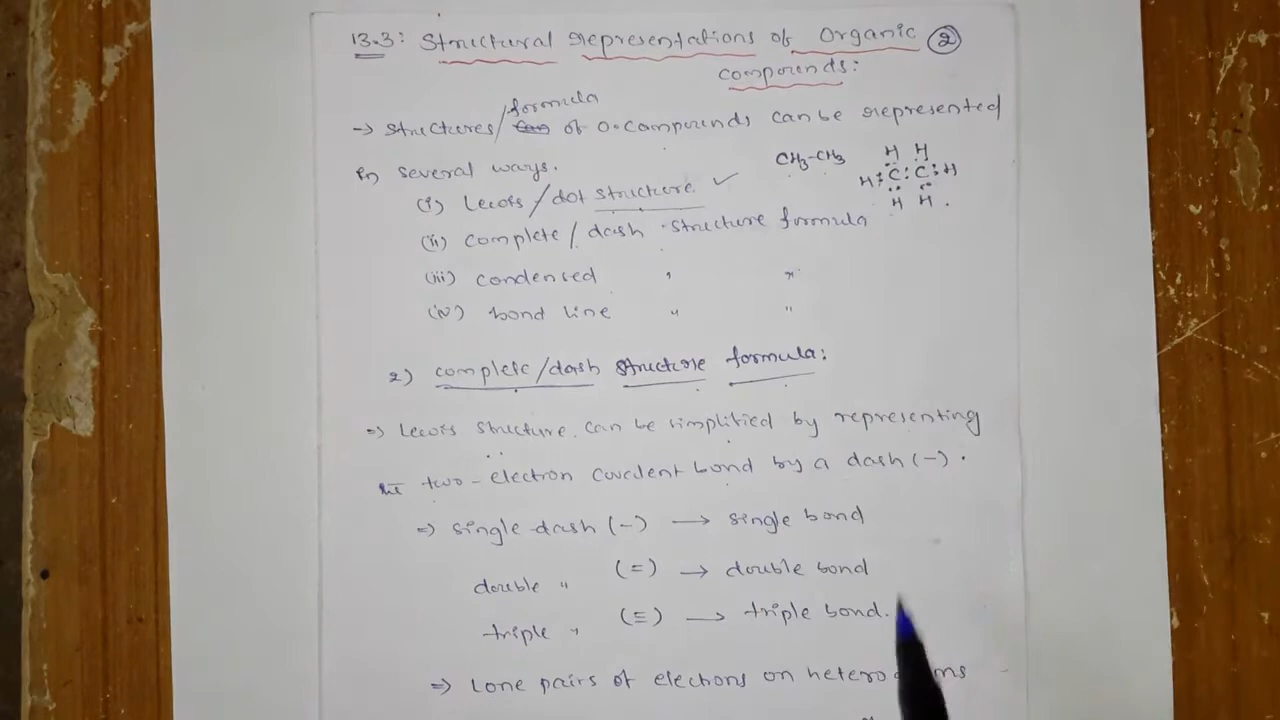 13.3: Structural representations of Organic ②
compounds:
→ structures/formula of O.compounds can be represented
in several ways.
CH3-CH3
H H
H:C:C:H
H H
(i) Lewis/dot structure ✓
(ii) complete/dash structure formula
(iii) condensed " "
(iv) bond line " "
2) complete/dash structure formula:
⇒ Lewis structure can be simplified by representing
two-electron covalent bond by a dash (-).
⇒ single dash (-) → single bond
double " (=) → double bond
triple " (≡) → triple bond.
⇒ Lone pairs of electrons on